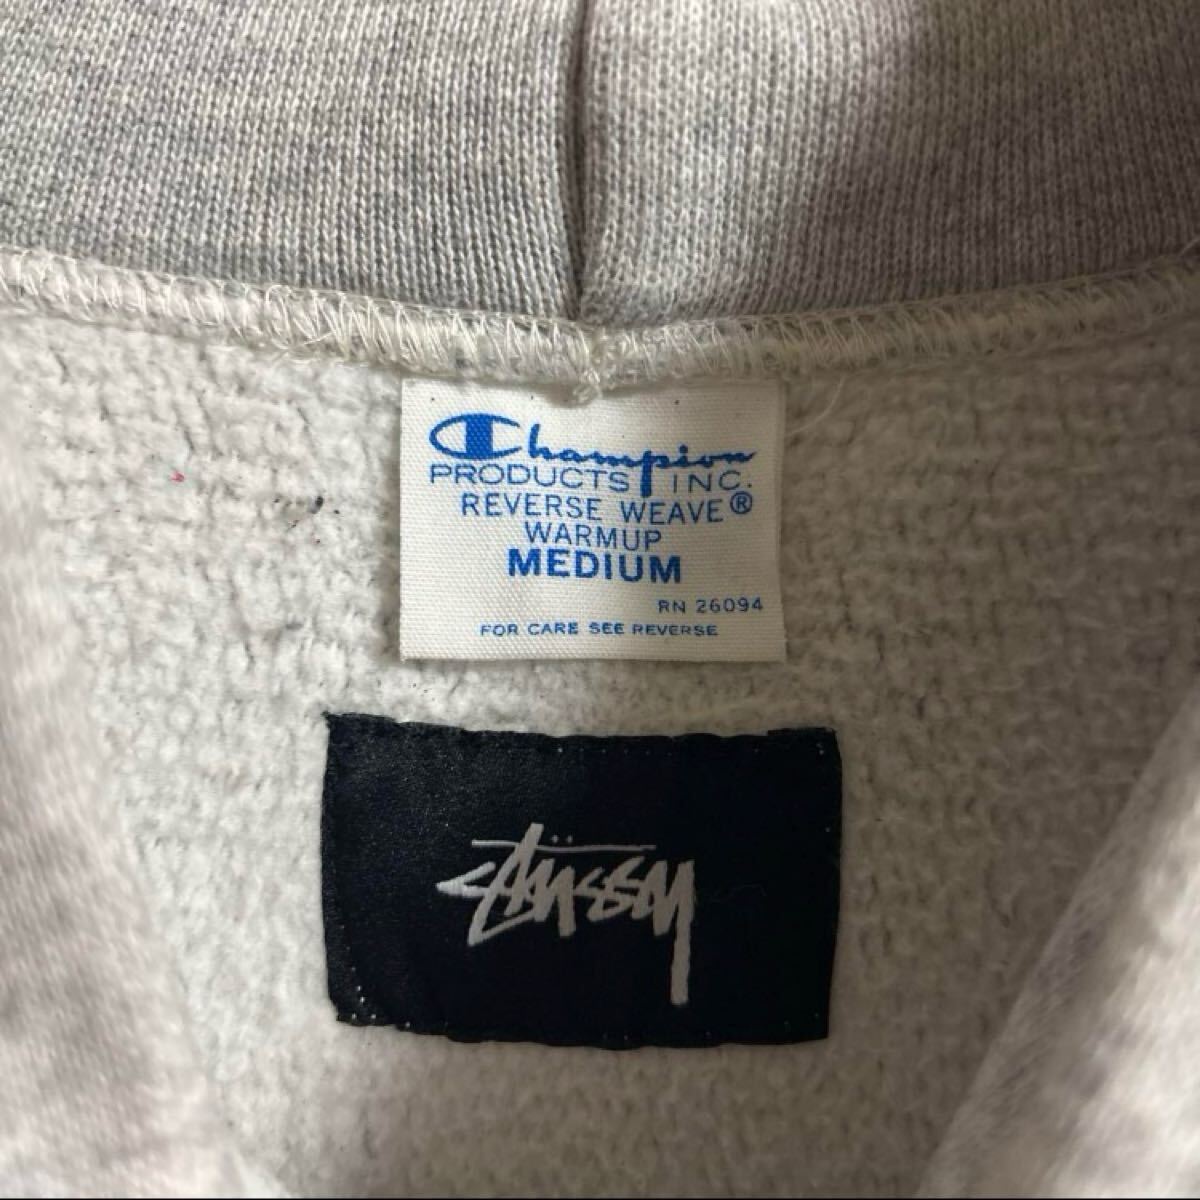 Champion
PRODUCTS INC.
REVERSE WEAVE®
WARMUP
MEDIUM
RN 26094
FOR CARE SEE REVERSE
Stüssy